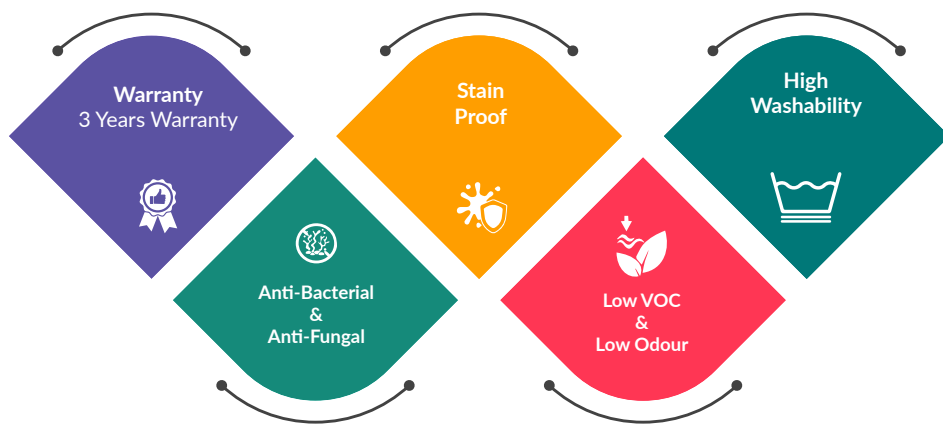 Warranty
3 Years Warranty
Anti-Bacterial
&
Anti-Fungal
Stain
Proof
Low VOC
&
Low Odour
High
Washability